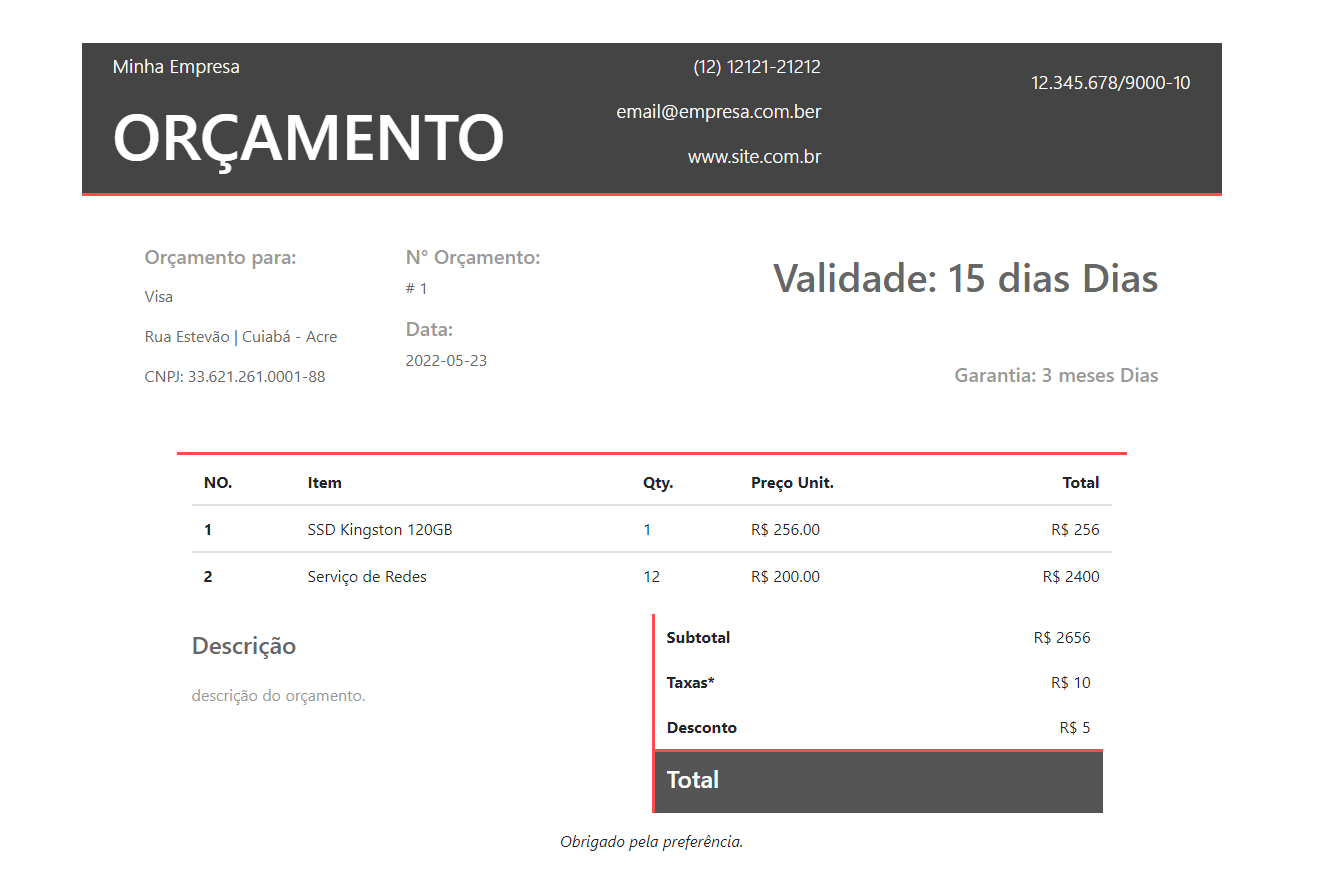 Minha Empresa
ORÇAMENTO
(12) 12121-21212
email@empresa.com.ber
www.site.com.br
12.345.678/9000-10
Orçamento para:
Visa
Rua Estevão | Cuiabá - Acre
CNPJ: 33.621.261.0001-88
N° Orçamento:
# 1
Data:
2022-05-23
Validade: 15 dias Dias
Garantia: 3 meses Dias
NO. Item Qty. Preço Unit. Total
1 SSD Kingston 120GB 1 R$ 256.00 R$ 256
2 Serviço de Redes 12 R$ 200.00 R$ 2400
Descrição
descrição do orçamento.
Subtotal R$ 2656
Taxas* R$ 10
Desconto R$ 5
Total
Obrigado pela preferência.